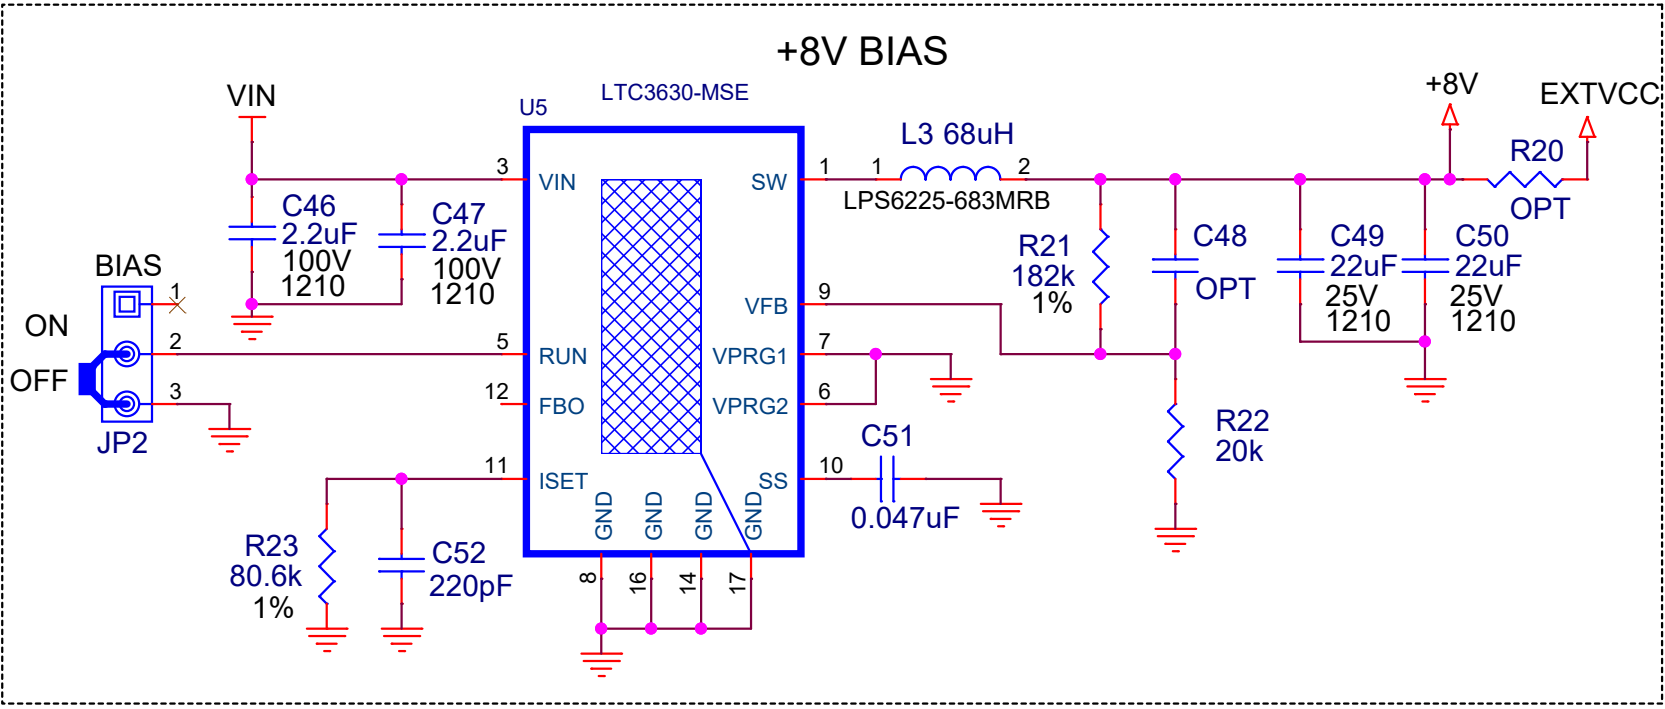 +8V BIAS
VIN
U5
LTC3630-MSE
+8V
EXTVCC
L3 68uH
R20
3
VIN
SW
1
1
2
LPS6225-683MRB
OPT
C46
2.2uF
100V
1210
C47
2.2uF
100V
1210
R21
182k
1%
C48
OPT
C49
22uF
25V
1210
C50
22uF
25V
1210
BIAS
1
ON
2
OFF
3
JP2
5
RUN
12
FBO
11
ISET
VFB
9
VPRG1
7
VPRG2
6
SS
10
C51
0.047uF
R22
20k
R23
80.6k
1%
C52
220pF
GND
GND
GND
GND
8
16
14
17